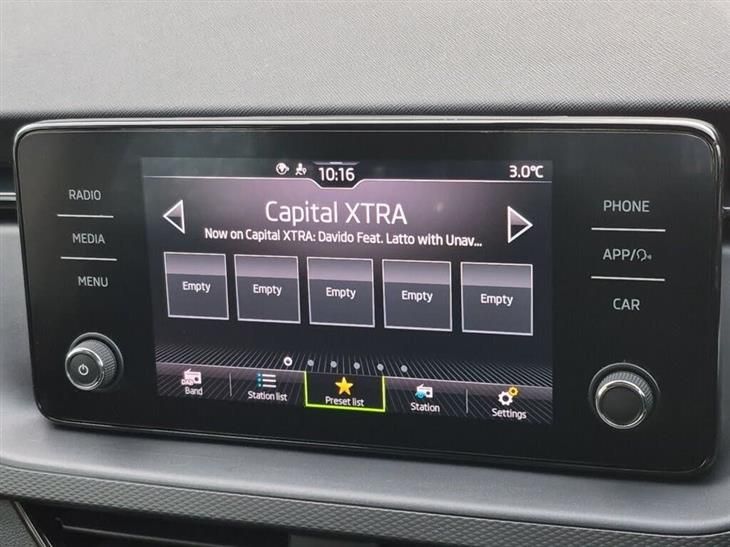 10:16
3.0°C
RADIO
MEDIA
MENU
Capital XTRA
Now on Capital XTRA: Davido Feat. Latto with Unav...
Empty
Empty
Empty
Empty
Empty
DAB
Band
Station list
Preset list
Station
Settings
PHONE
APP/
CAR